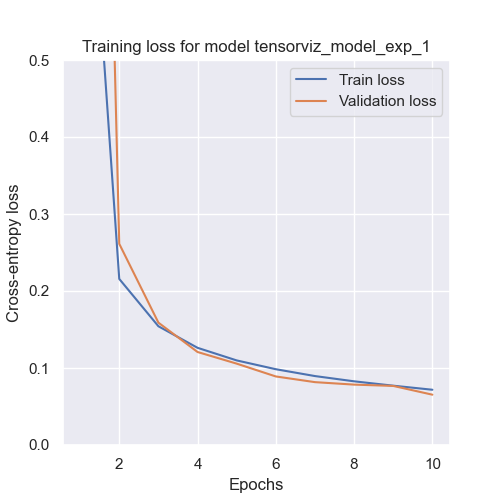 Training loss for model tensorviz_model_exp_1
Train loss
Validation loss
Cross-entropy loss
0.5
0.4
0.3
0.2
0.1
0.0
2 4 6 8 10
Epochs